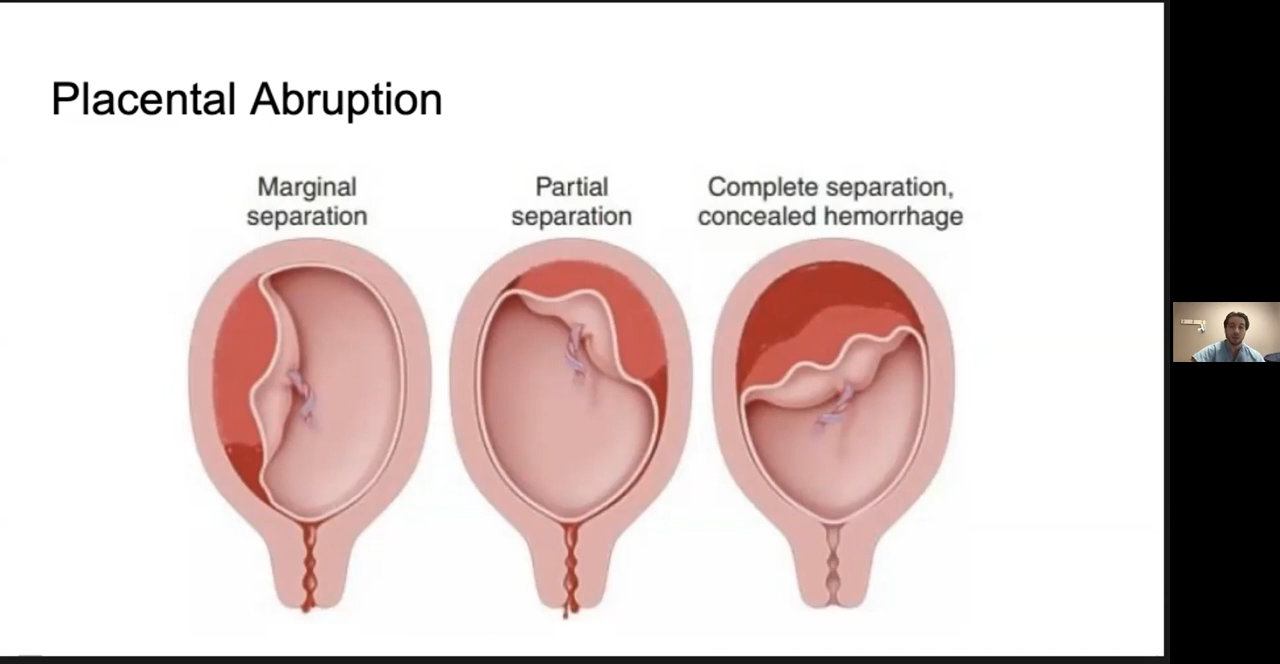 Placental Abruption
Marginal
separation
Partial
separation
Complete separation,
concealed hemorrhage